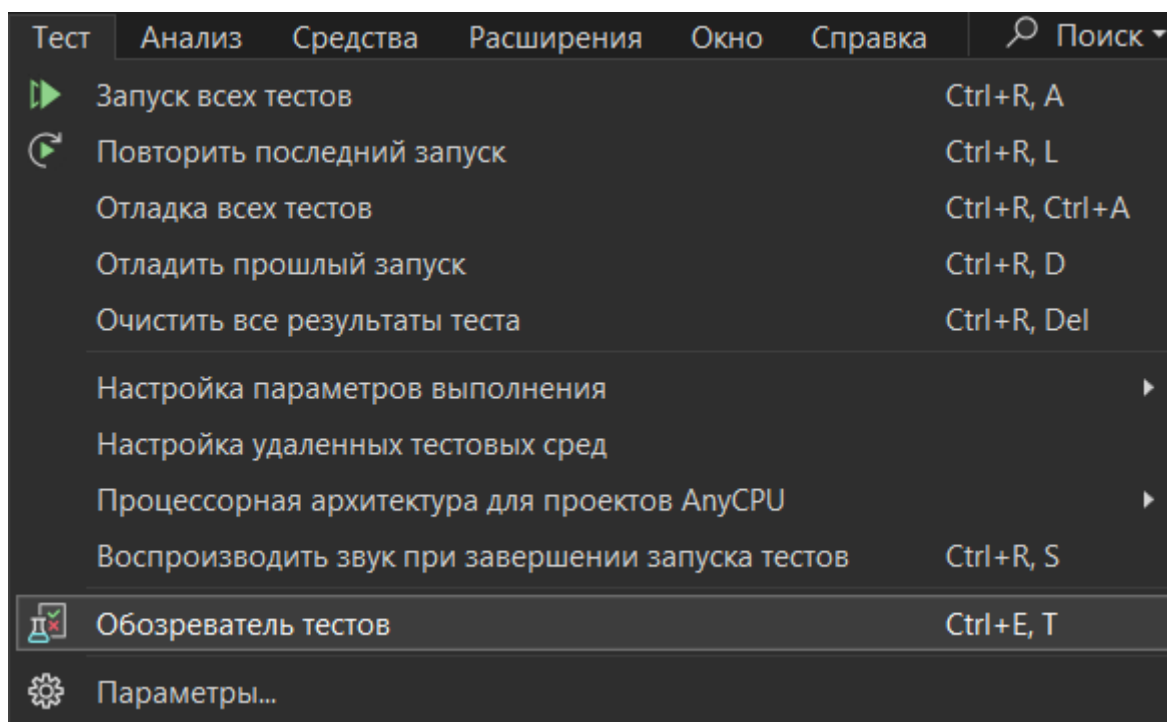 Тест Анализ Средства Расширения Окно Справка Поиск
Запуск всех тестов Ctrl+R, A
Повторить последний запуск Ctrl+R, L
Отладка всех тестов Ctrl+R, Ctrl+A
Отладить прошлый запуск Ctrl+R, D
Очистить все результаты теста Ctrl+R, Del
Настройка параметров выполнения
Настройка удаленных тестовых сред
Процессорная архитектура для проектов AnyCPU
Воспроизводить звук при завершении запуска тестов Ctrl+R, S
Обозреватель тестов Ctrl+E, T
Параметры...